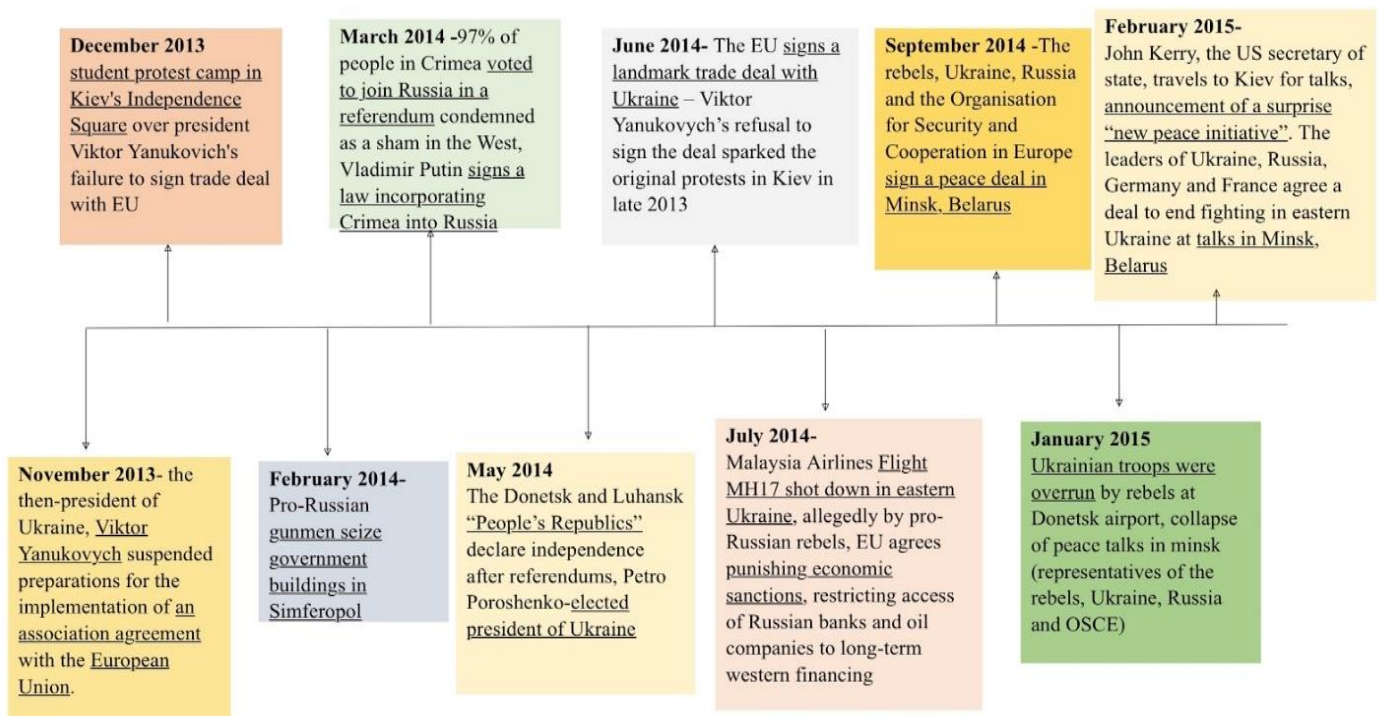 December 2013
student protest camp in
Kiev's Independence
Square over president
Viktor Yanukovich's
failure to sign trade deal
with EU
March 2014 -97% of
people in Crimea voted
to join Russia in a
referendum condemned
as a sham in the West,
Vladimir Putin signs a
law incorporating
Crimea into Russia
June 2014- The EU signs a
landmark trade deal with
Ukraine – Viktor
Yanukovych’s refusal to
sign the deal sparked the
original protests in Kiev in
late 2013
September 2014 -The
rebels, Ukraine, Russia
and the Organisation
for Security and
Cooperation in Europe
sign a peace deal in
Minsk, Belarus
February 2015-
John Kerry, the US secretary of
state, travels to Kiev for talks,
announcement of a surprise
“new peace initiative”. The
leaders of Ukraine, Russia,
Germany and France agree a
deal to end fighting in eastern
Ukraine at talks in Minsk,
Belarus
November 2013- the
then-president of
Ukraine, Viktor
Yanukovych suspended
preparations for the
implementation of an
association agreement
with the European
Union.
February 2014-
Pro-Russian
gunmen seize
government
buildings in
Simferopol
May 2014
The Donetsk and Luhansk
“People’s Republics”
declare independence
after referendums, Petro
Poroshenko-elected
president of Ukraine
July 2014-
Malaysia Airlines Flight
MH17 shot down in eastern
Ukraine, allegedly by pro-
Russian rebels, EU agrees
punishing economic
sanctions, restricting access
of Russian banks and oil
companies to long-term
western financing
January 2015
Ukrainian troops were
overrun by rebels at
Donetsk airport, collapse
of peace talks in minsk
(representatives of the
rebels, Ukraine, Russia
and OSCE)